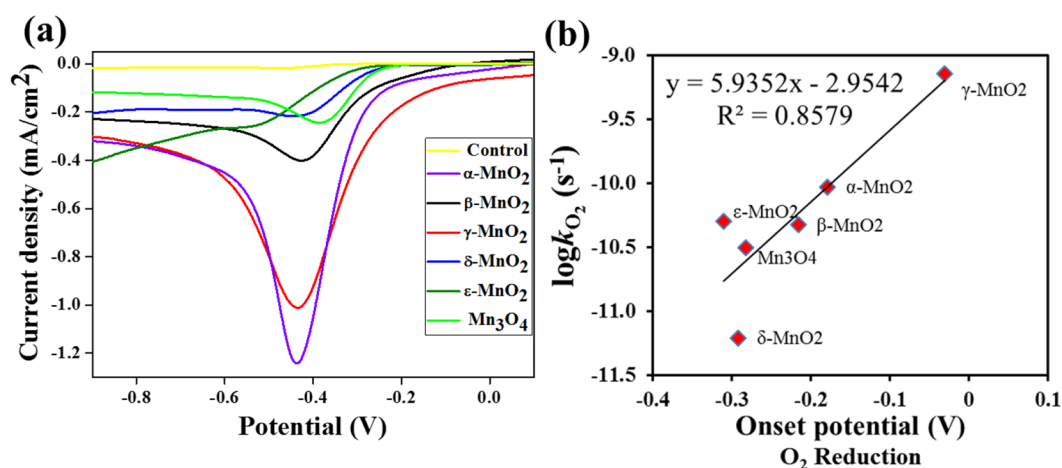 (a)
Current density (mA/cm²)
0.0
-0.2
-0.4
-0.6
-0.8
-1.0
-1.2
Control
α-MnO₂
β-MnO₂
γ-MnO₂
δ-MnO₂
ε-MnO₂
Mn₃O₄
-0.8 -0.6 -0.4 -0.2 0.0
Potential (V)
(b)
logk_O₂ (s⁻¹)
-9.0
-9.5
-10.0
-10.5
-11.0
-11.5
y = 5.9352x - 2.9542
R² = 0.8579
γ-MnO2
α-MnO2
ε-MnO2
β-MnO2
Mn3O4
δ-MnO2
-0.4 -0.3 -0.2 -0.1 0 0.1
Onset potential (V)
O₂ Reduction